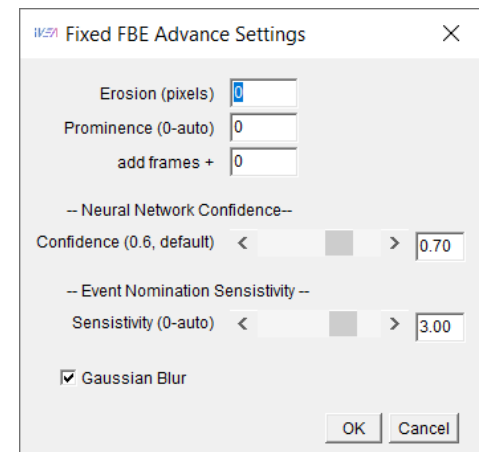 Fixed FBE Advance Settings
Erosion (pixels) 0
Prominence (0-auto) 0
add frames + 0
-- Neural Network Confidence--
Confidence (0.6, default) < > 0.70
-- Event Nomination Sensistivity --
Sensistivity (0-auto) < > 3.00
Gaussian Blur
OK Cancel